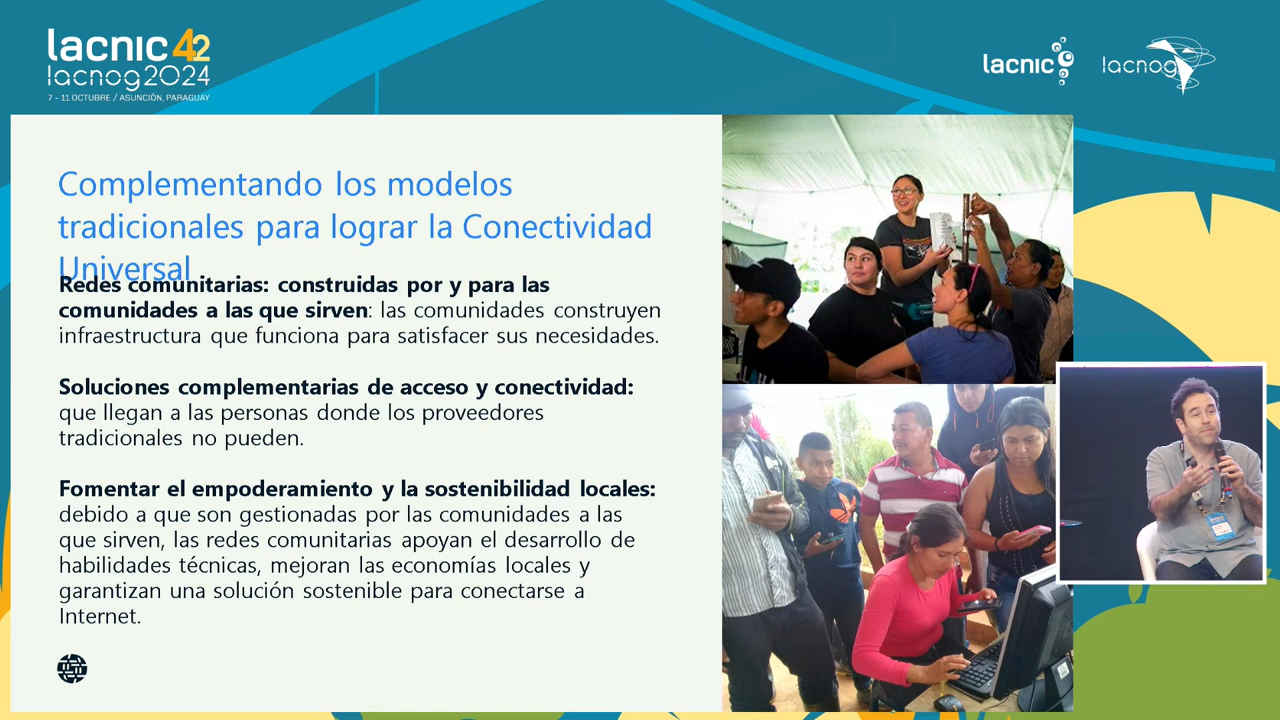 lacnic 42
lacnog2024
7 - 11 OCTUBRE / ASUNCIÓN, PARAGUAY
lacnic
lacnog
Complementando los modelos
tradicionales para lograr la Conectividad
Universal
Redes comunitarias: construidas por y para las
comunidades a las que sirven: las comunidades construyen
infraestructura que funciona para satisfacer sus necesidades.
Soluciones complementarias de acceso y conectividad:
que llegan a las personas donde los proveedores
tradicionales no pueden.
Fomentar el empoderamiento y la sostenibilidad locales:
debido a que son gestionadas por las comunidades a las
que sirven, las redes comunitarias apoyan el desarrollo de
habilidades técnicas, mejoran las economías locales y
garantizan una solución sostenible para conectarse a
Internet.